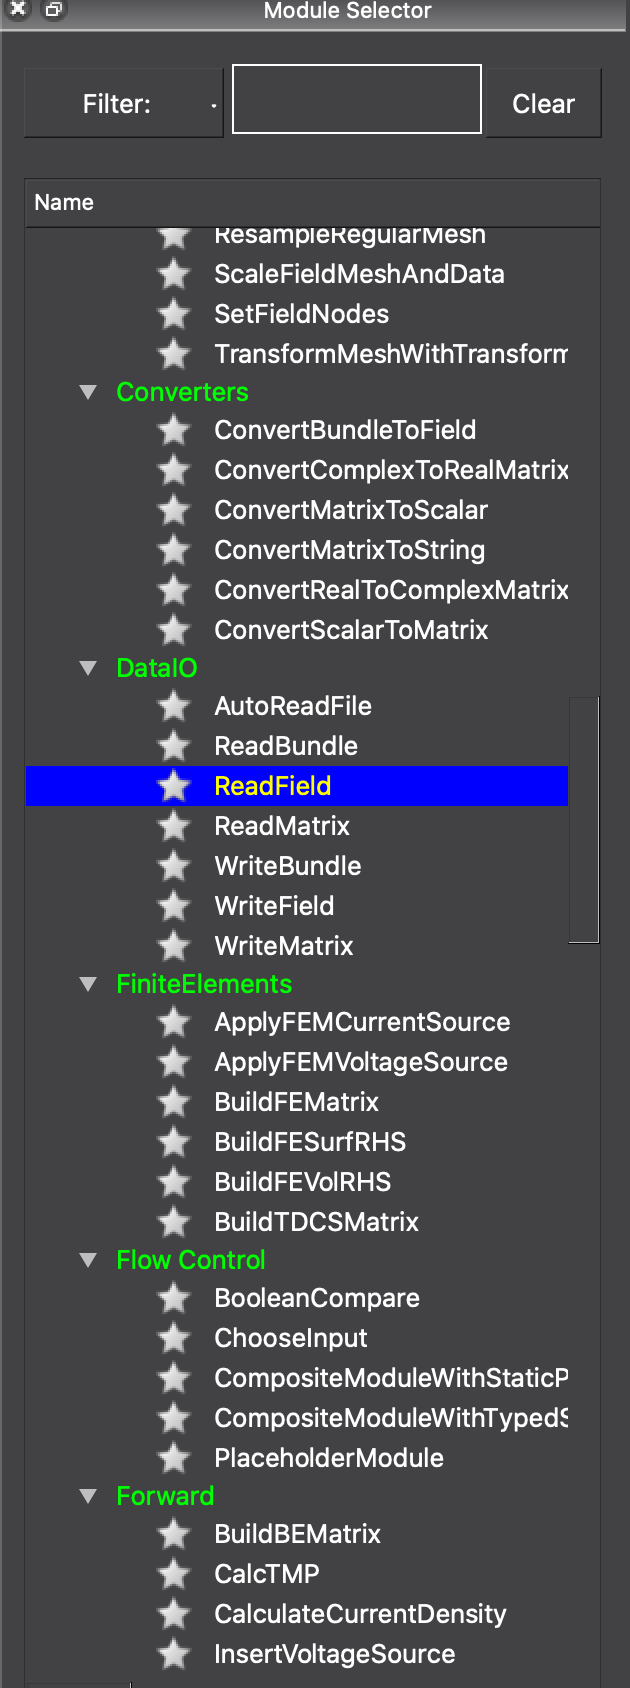 Module Selector
Filter:
Clear
Name
ResampleRegularMesh
ScaleFieldMeshAndData
SetFieldNodes
TransformMeshWithTransform
Converters
ConvertBundleToField
ConvertComplexToRealMatrix
ConvertMatrixToScalar
ConvertMatrixToString
ConvertRealToComplexMatrix
ConvertScalarToMatrix
DataIO
AutoReadFile
ReadBundle
ReadField
ReadMatrix
WriteBundle
WriteField
WriteMatrix
FiniteElements
ApplyFEMCurrentSource
ApplyFEMVoltageSource
BuildFEMatrix
BuildFESurfRHS
BuildFEVolRHS
BuildTDCSMatrix
Flow Control
BooleanCompare
ChooseInput
CompositeModuleWithStaticP
CompositeModuleWithTypedS
PlaceholderModule
Forward
BuildBEMatrix
CalcTMP
CalculateCurrentDensity
InsertVoltageSource